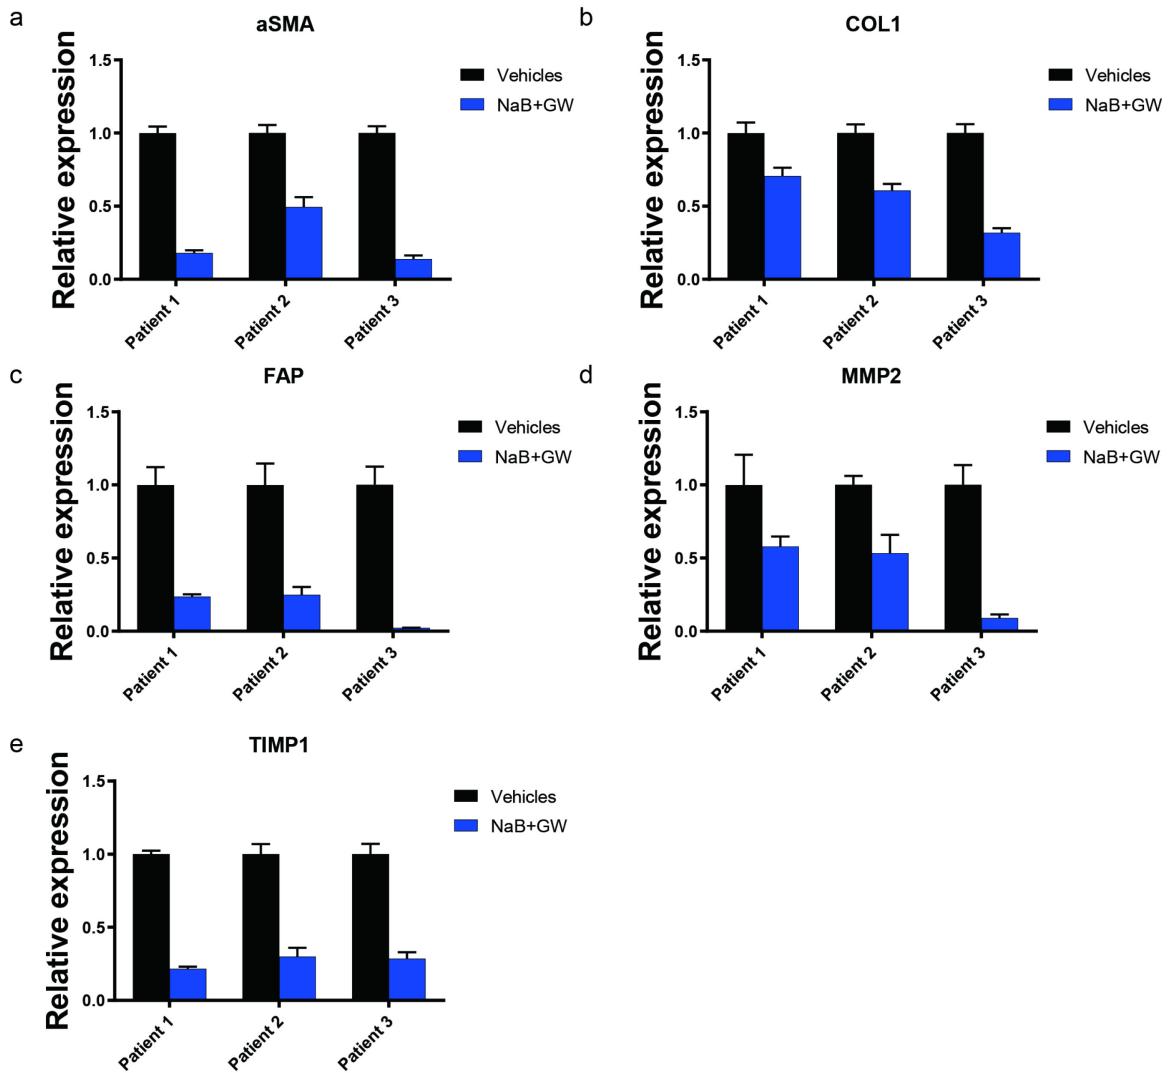 a
aSMA
Relative expression
1.5
1.0
0.5
0.0
Patient 1
Patient 2
Patient 3
Vehicles
NaB+GW
b
COL1
Relative expression
1.5
1.0
0.5
0.0
Patient 1
Patient 2
Patient 3
Vehicles
NaB+GW
c
FAP
Relative expression
1.5
1.0
0.5
0.0
Patient 1
Patient 2
Patient 3
Vehicles
NaB+GW
d
MMP2
Relative expression
1.5
1.0
0.5
0.0
Patient 1
Patient 2
Patient 3
Vehicles
NaB+GW
e
TIMP1
Relative expression
1.5
1.0
0.5
0.0
Patient 1
Patient 2
Patient 3
Vehicles
NaB+GW